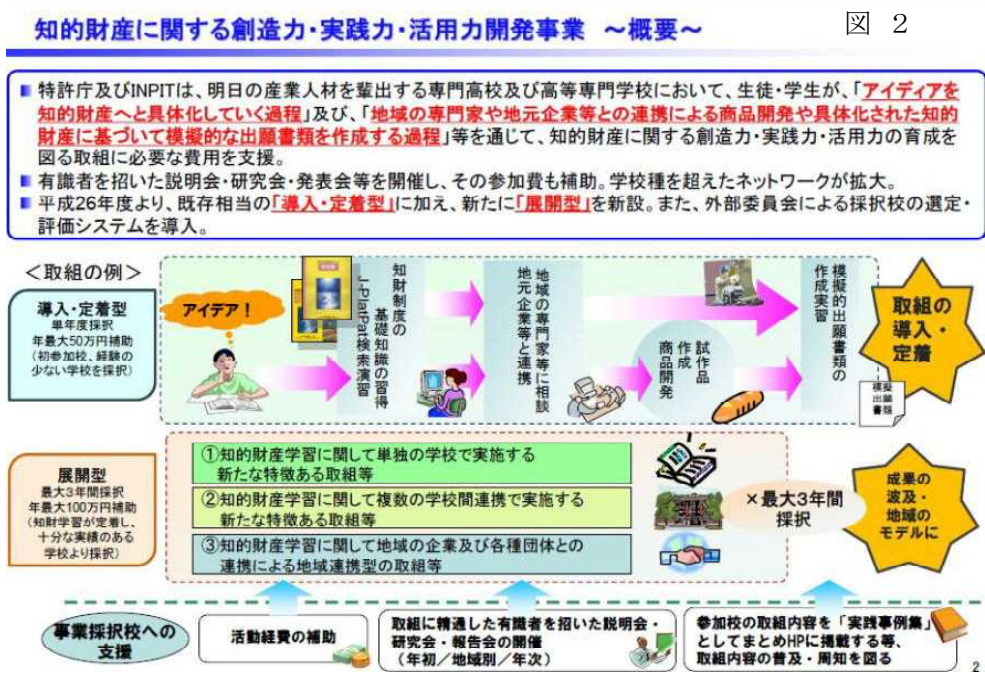 知的財産に関する創造力・実践力・活用力開発事業 ~概要~
図 2
特許庁及びINPITは、明日の産業人材を輩出する専門高校及び高等専門学校において、生徒・学生が、「アイディアを
知的財産へと具体化していく過程」及び、「地域の専門家や地元企業等との連携による商品開発や具体化された知的
財産に基づいて模擬的な出願書類を作成する過程」等を通じて、知的財産に関する創造力・実践力・活用力の育成を
図る取組に必要な費用を支援。
有識者を招いた説明会・研究会・発表会等を開催し、その参加費も補助。学校種を超えたネットワークが拡大。
平成26年度より、既存相当の「導入・定着型」に加え、新たに「展開型」を新設。また、外部委員会による採択校の選定・
評価システムを導入。
<取組の例>
導入・定着型
単年度採択
年最大50万円補助
(初参加校、経験の
少ない学校を採択)
アイデア!
知財制度の
基礎知識の習得
J-PlatPat検索演習
地域の専門家等に相談
地元企業等と連携
試作品
作成
商品開発
模擬的出願書類の
作成実習
模擬
出願
書類
取組の
導入・
定着
展開型
最大3年間採択
年最大100万円補助
(知財学習が定着し、
十分な実績のある
学校より採択)
①知的財産学習に関して単独の学校で実施する
新たな特徴ある取組等
②知的財産学習に関して複数の学校間連携で実施する
新たな特徴ある取組等
③知的財産学習に関して地域の企業及び各種団体との
連携による地域連携型の取組等
×最大3年間
採択
成果の
波及・
地域の
モデルに
事業採択校への
支援
活動経費の補助
取組に精通した有識者を招いた説明会・
研究会・報告会の開催
(年初/地域別/年次)
参加校の取組内容を「実践事例集」
としてまとめHPに掲載する等、
取組内容の普及・周知を図る
2